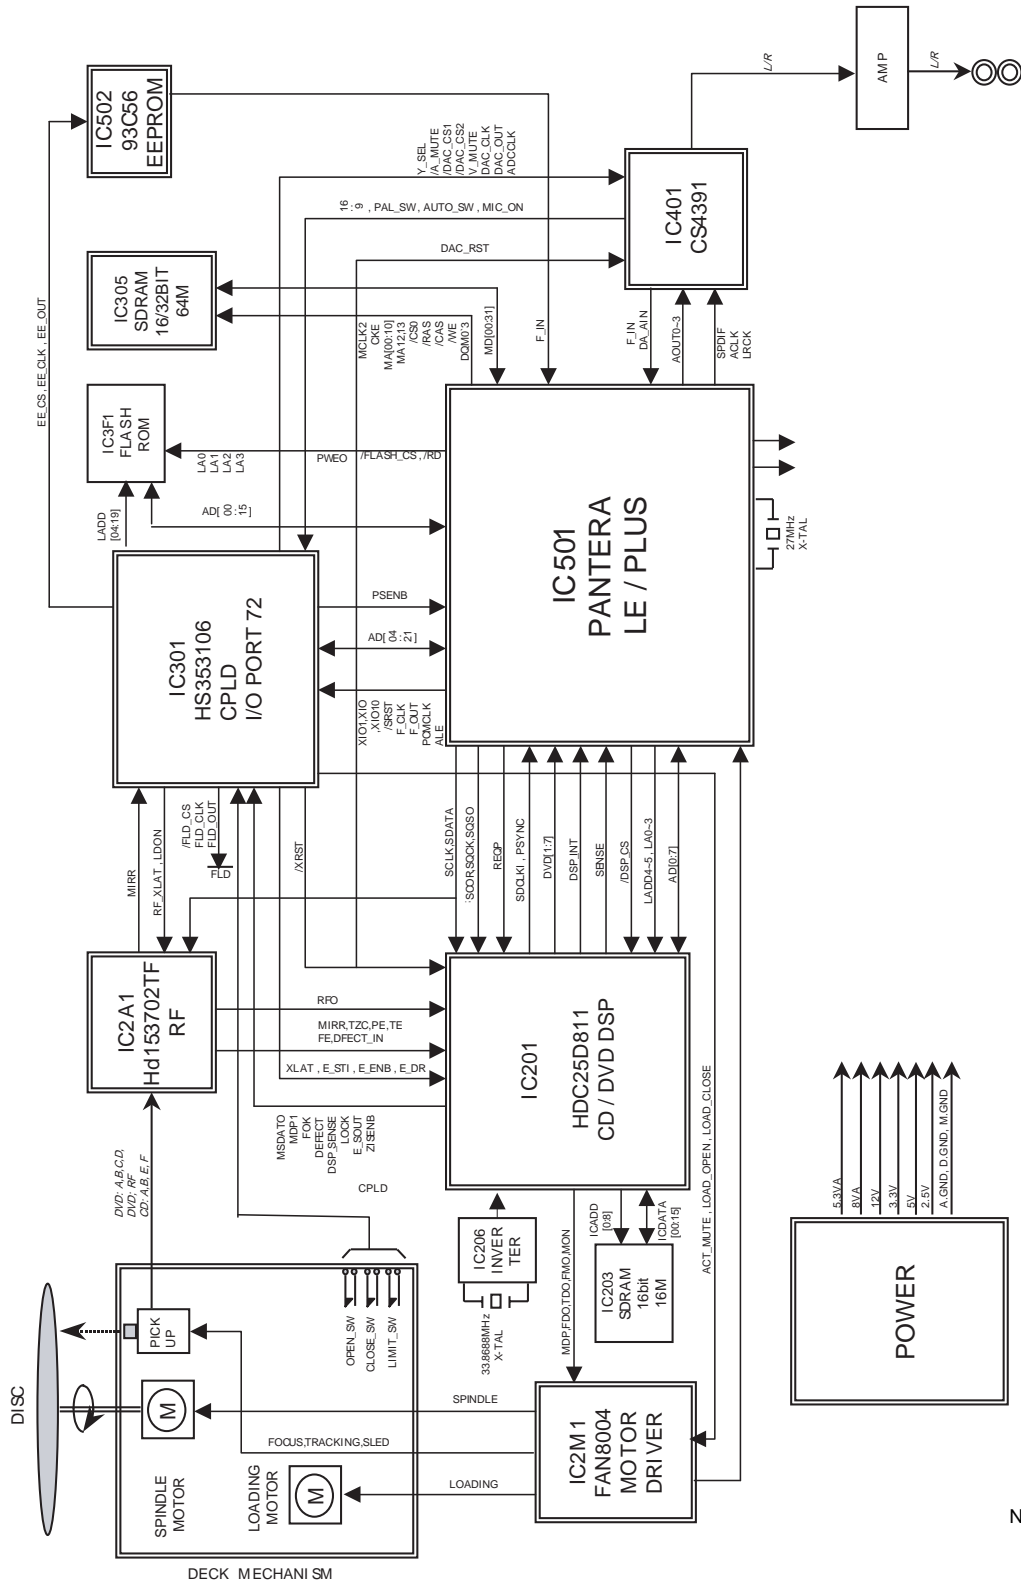 DISC
DECK MECHANISM
SPINDLE
MOTOR
M
LOADING
MOTOR
M
PICK
UP
OPEN_SW
CLOSE_SW
LIMIT_SW
DVD: A,B,C,D,
DVD; RF
CD: A,B, E, F
FOCUS,TRACKING,SLED
SPINDLE
LOADING
IC2M1
FAN8004
MOTOR
DRIVER
MDP,FDO,TDO,FMO,MON
33.8688MHz
X-TAL
IC206
INVER
TER
IC203
SDRAM
16bit
16M
ICADD
[0:8]
ICDATA
[00:15]
ACT_MUTE , LOAD_OPEN , LOAD_CLOSE
CPLD
IC2A1
Hd153702TF
RF
MIRR
RF_XLAT , LDON
/FLD_CS
FLD_CLK
FLD_OUT
FLD
/XRST
RFO
MIRR,TZC,PE,TE
FE,DFECT_IN
XLAT , E_STI , E_ENB , E_DR
MSDATO
MDP1
FOK
DEFECT
DSP_SENSE
LOCK
E_SOUT
ZISENB
IC201
HDC25D811
CD / DVD DSP
SCLK,SDATA
SCOR,SQCK,SQSO
REQP
SDCLKI , PSYNC
DVD[1:7]
DSP_INT
SENSE
/DSP_CS
LADD4~5 , LA0~3
AD[0:7]
IC301
HS353106
CPLD
I/O PORT 72
EE_CS , EE_CLK , EE_OUT
LADD
[04:19]
AD[ 00 : 15 ]
PSENB
AD[ 04 : 21 ]
XIO1,XIO
,XIO10
/SRST
F_CLK
F_OUT
PCMCLK
ALE
IC3F1
FLASH
ROM
LA0
LA1
LA2
LA3
PWEO
/FLASH_CS , /RD
IC305
SDRAM
16/32BIT
64M
MCLK2
CKE
MA[00:10]
MA12,13
/CS0
/RAS
/CAS
/WE
DQM0'3
MD[00:31]
IC502
93C56
EEPROM
F_IN
IC501
PANTERA
LE / PLUS
27MHz
X-TAL
Y_SEL
/A_MUTE
/DAC_CS1
/DAC_CS2
V_MUTE
DAC_CLK
DAC_OUT
ADCCLK
16 : 9 , PAL_SW , AUTO_SW , MIC_ON
DAC_RST
F_IN
DA_AIN
AOUT0~3
SPDIF
ACLK
LRCK
IC401
CS4391
L/R
AMP
L/R
POWER
5.3VA
8VA
12V
3.3V
5V
2.5V
A.GND, D.GND, M.GND
N